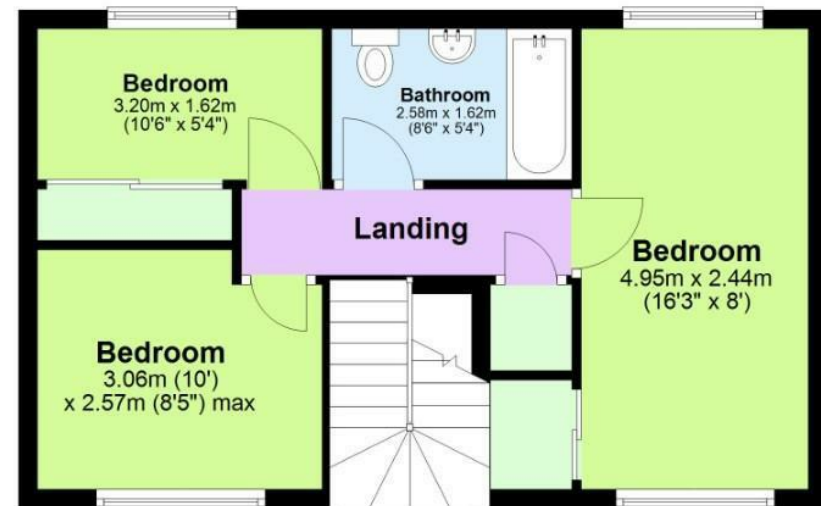 Bedroom
3.20m x 1.62m
(10'6" x 5'4")
Bathroom
2.58m x 1.62m
(8'6" x 5'4")
Landing
Bedroom
4.95m x 2.44m
(16'3" x 8')
Bedroom
3.06m (10')
x 2.57m (8'5") max